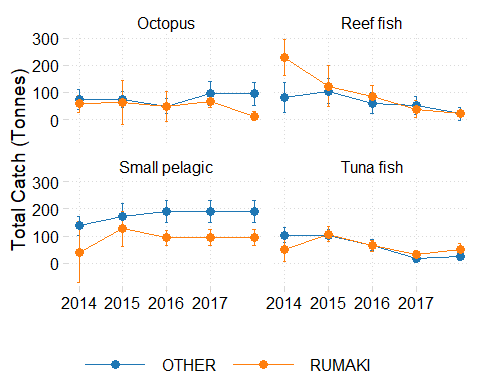 Octopus Reef fish
300
200
100
0
Small pelagic Tuna fish
300
200
100
0
2014 2015 2016 2017 2014 2015 2016 2017
Total Catch (Tonnes)
OTHER RUMAKI